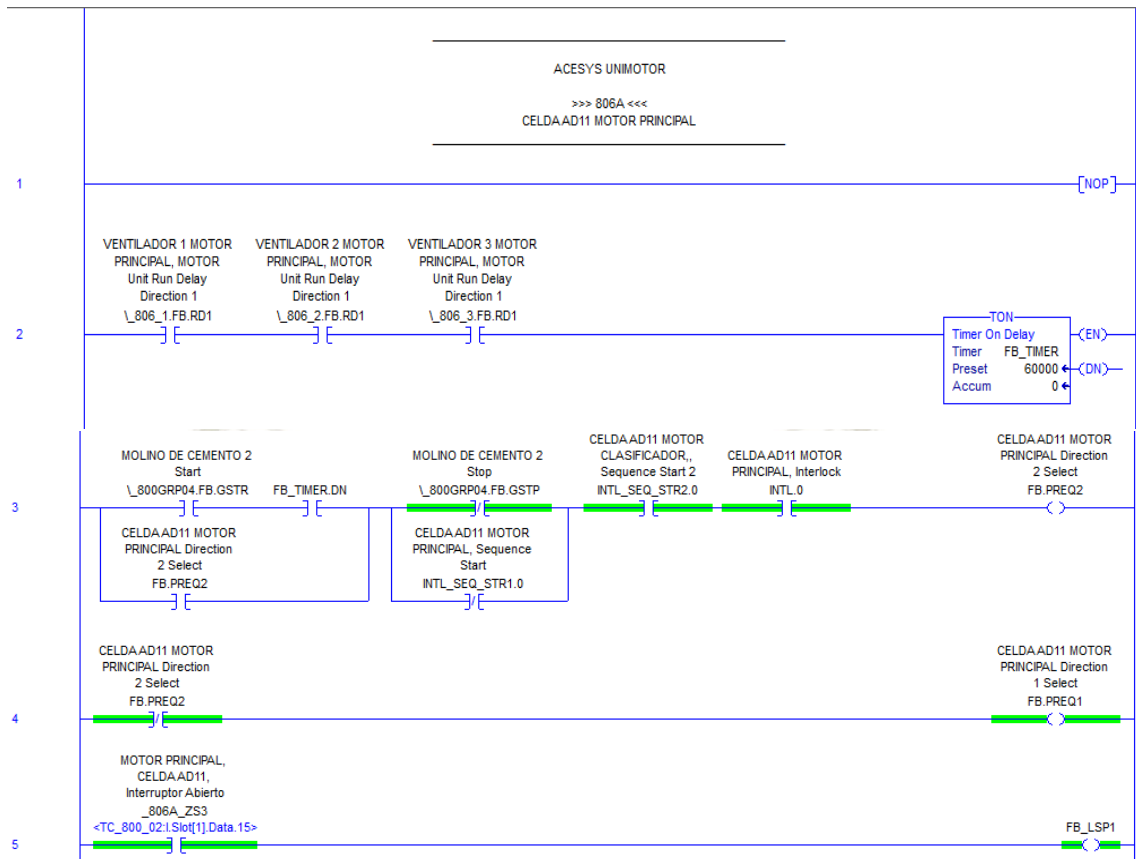 ACESYS UNIMOTOR
>>> 806A <<<
CELDA AD11 MOTOR PRINCIPAL
1
NOP
VENTILADOR 1 MOTOR
PRINCIPAL, MOTOR
Unit Run Delay
Direction 1
\_806_1.FB.RD1
VENTILADOR 2 MOTOR
PRINCIPAL, MOTOR
Unit Run Delay
Direction 1
\_806_2.FB.RD1
VENTILADOR 3 MOTOR
PRINCIPAL, MOTOR
Unit Run Delay
Direction 1
\_806_3.FB.RD1
2
TON
Timer On Delay
Timer FB_TIMER
Preset 60000
Accum 0
EN
DN
MOLINO DE CEMENTO 2
Start
\_800GRP04.FB.GSTR
FB_TIMER.DN
MOLINO DE CEMENTO 2
Stop
\_800GRP04.FB.GSTP
CELDA AD11 MOTOR
CLASIFICADOR,,
Sequence Start 2
INTL_SEQ_STR2.0
CELDA AD11 MOTOR
PRINCIPAL, Interlock
INTL.0
CELDA AD11 MOTOR
PRINCIPAL Direction
2 Select
FB.PREQ2
3
CELDA AD11 MOTOR
PRINCIPAL Direction
2 Select
FB.PREQ2
CELDA AD11 MOTOR
PRINCIPAL, Sequence
Start
INTL_SEQ_STR1.0
CELDA AD11 MOTOR
PRINCIPAL Direction
2 Select
FB.PREQ2
CELDA AD11 MOTOR
PRINCIPAL Direction
1 Select
FB.PREQ1
4
MOTOR PRINCIPAL,
CELDA AD11,
Interruptor Abierto
_806A_ZS3
<TC_800_02:I.Slot[1].Data.15>
FB_LSP1
5